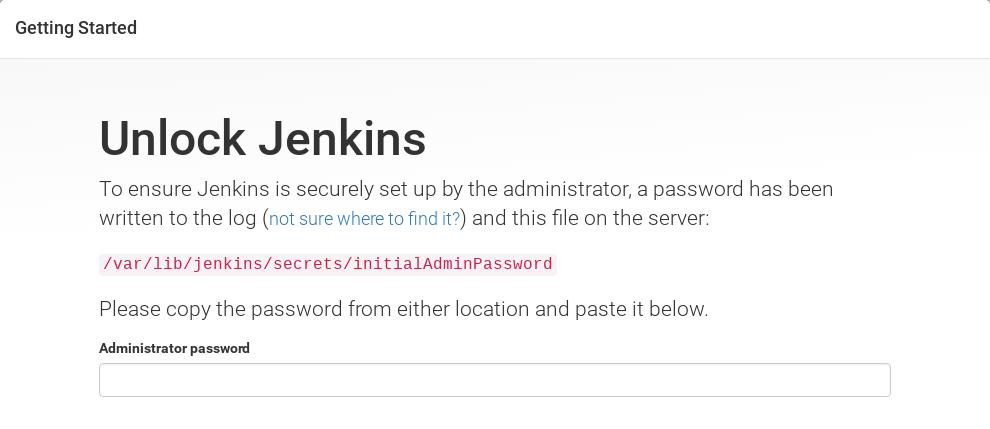 Getting Started
Unlock Jenkins
To ensure Jenkins is securely set up by the administrator, a password has been
written to the log (not sure where to find it?) and this file on the server:
/var/lib/jenkins/secrets/initialAdminPassword
Please copy the password from either location and paste it below.
Administrator password